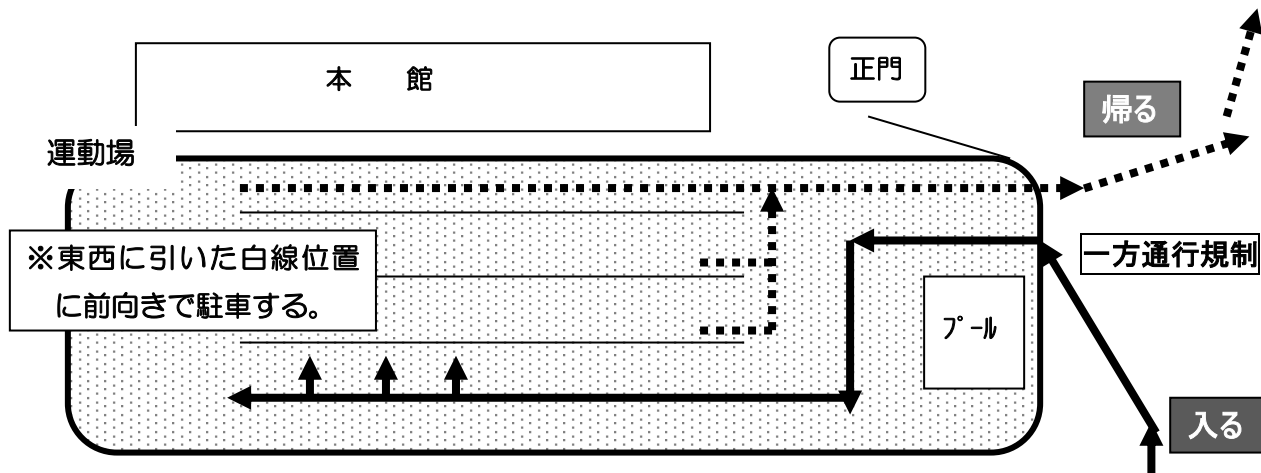 本　　館
正門
帰る
運動場
※東西に引いた白線位置
に前向きで駐車する。
一方通行規制
ﾌﾟｰﾙ
入る